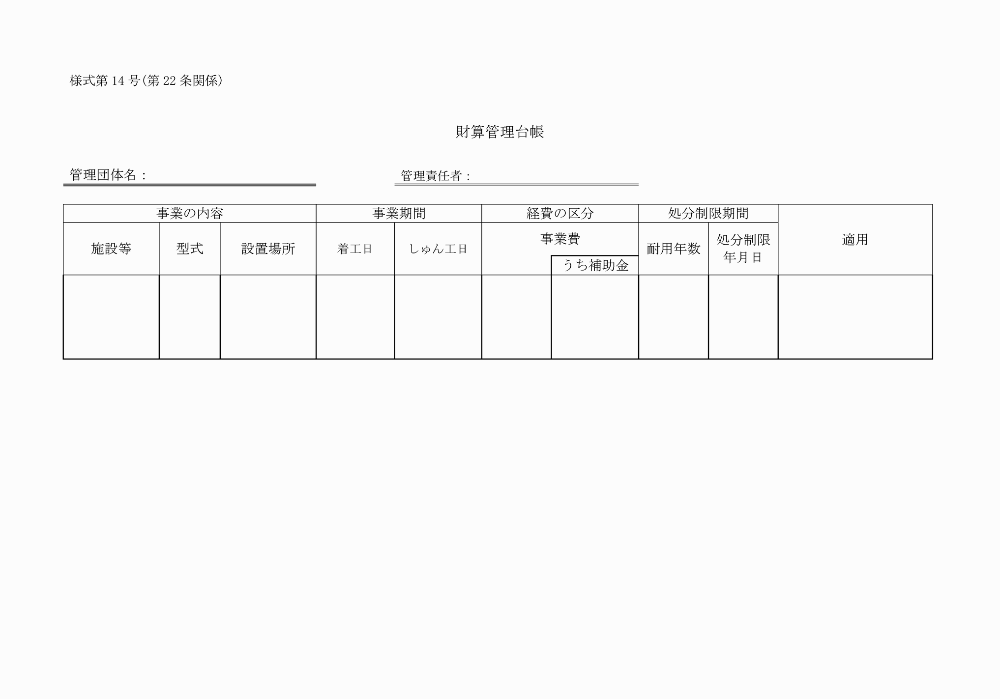 様式第 14 号(第 22 条関係)
財算管理台帳
管理団体名：
管理責任者：
事業の内容 事業期間 経費の区分 処分制限期間
施設等 型式 設置場所 着工日 しゅん工日 事業費 耐用年数 処分制限 適用
年月日
うち補助金